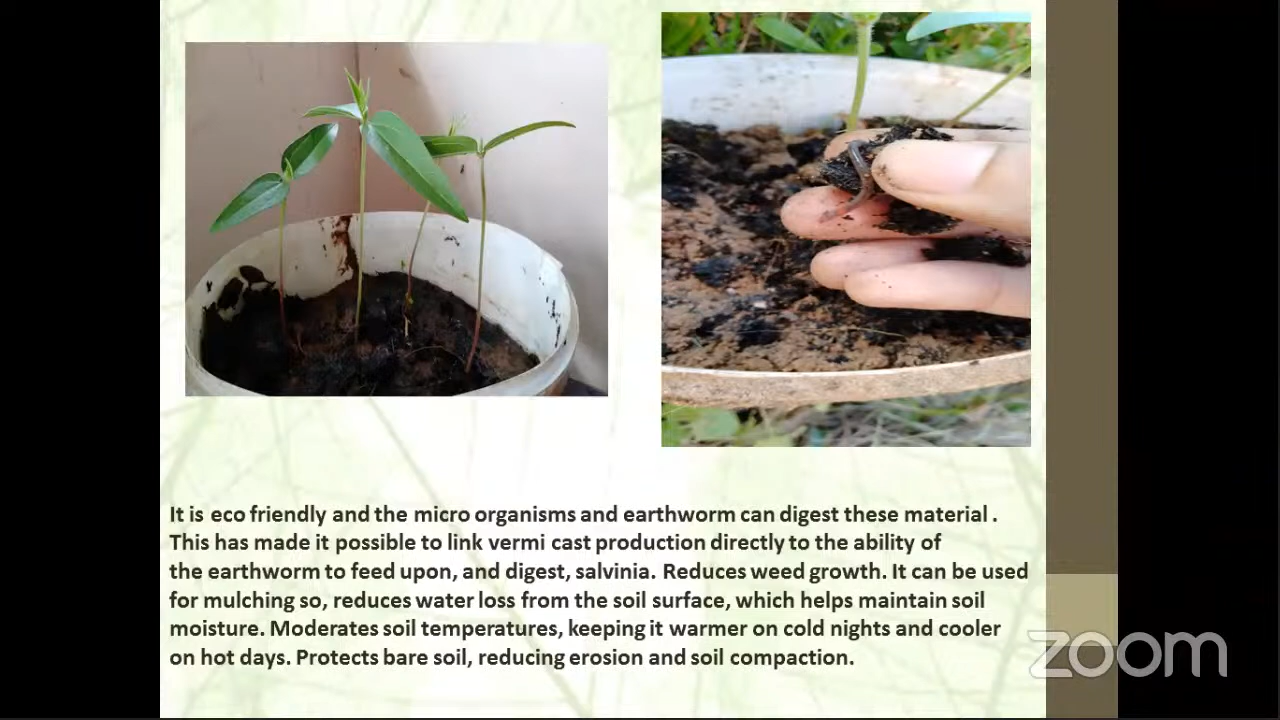 It is eco friendly and the micro organisms and earthworm can digest these material .
This has made it possible to link vermi cast production directly to the ability of
the earthworm to feed upon, and digest, salvinia. Reduces weed growth. It can be used
for mulching so, reduces water loss from the soil surface, which helps maintain soil
moisture. Moderates soil temperatures, keeping it warmer on cold nights and cooler
on hot days. Protects bare soil, reducing erosion and soil compaction.
zoom